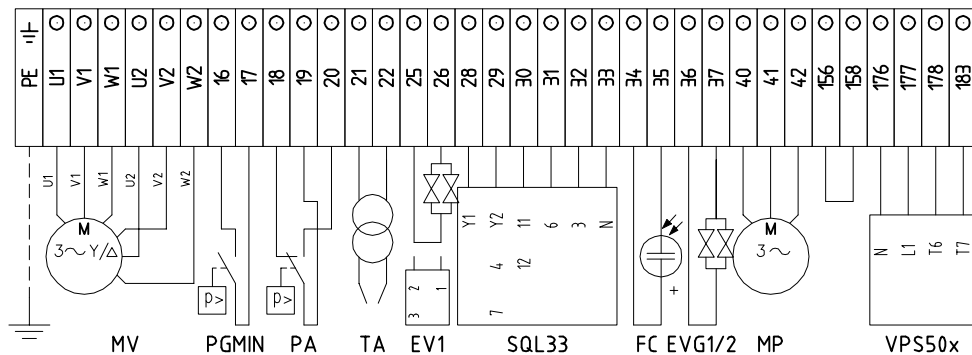 PE U1 V1 W1 U2 V2 W2 16 17 18 19 20 21 22 25 26 28 29 30 31 32 33 34 35 36 37 40 41 42 156 158 176 177 178 183
U1 V1 W1 U2 V2 W2
M
3~ Y/△
P>
P>
3 2 1
Y1 Y2 11 6 3 N
4 12
7
+
M
3~
N L1 T6 T7
MV PGMIN PA TA EV1 SQL33 FC EVG1/2 MP VPS50x